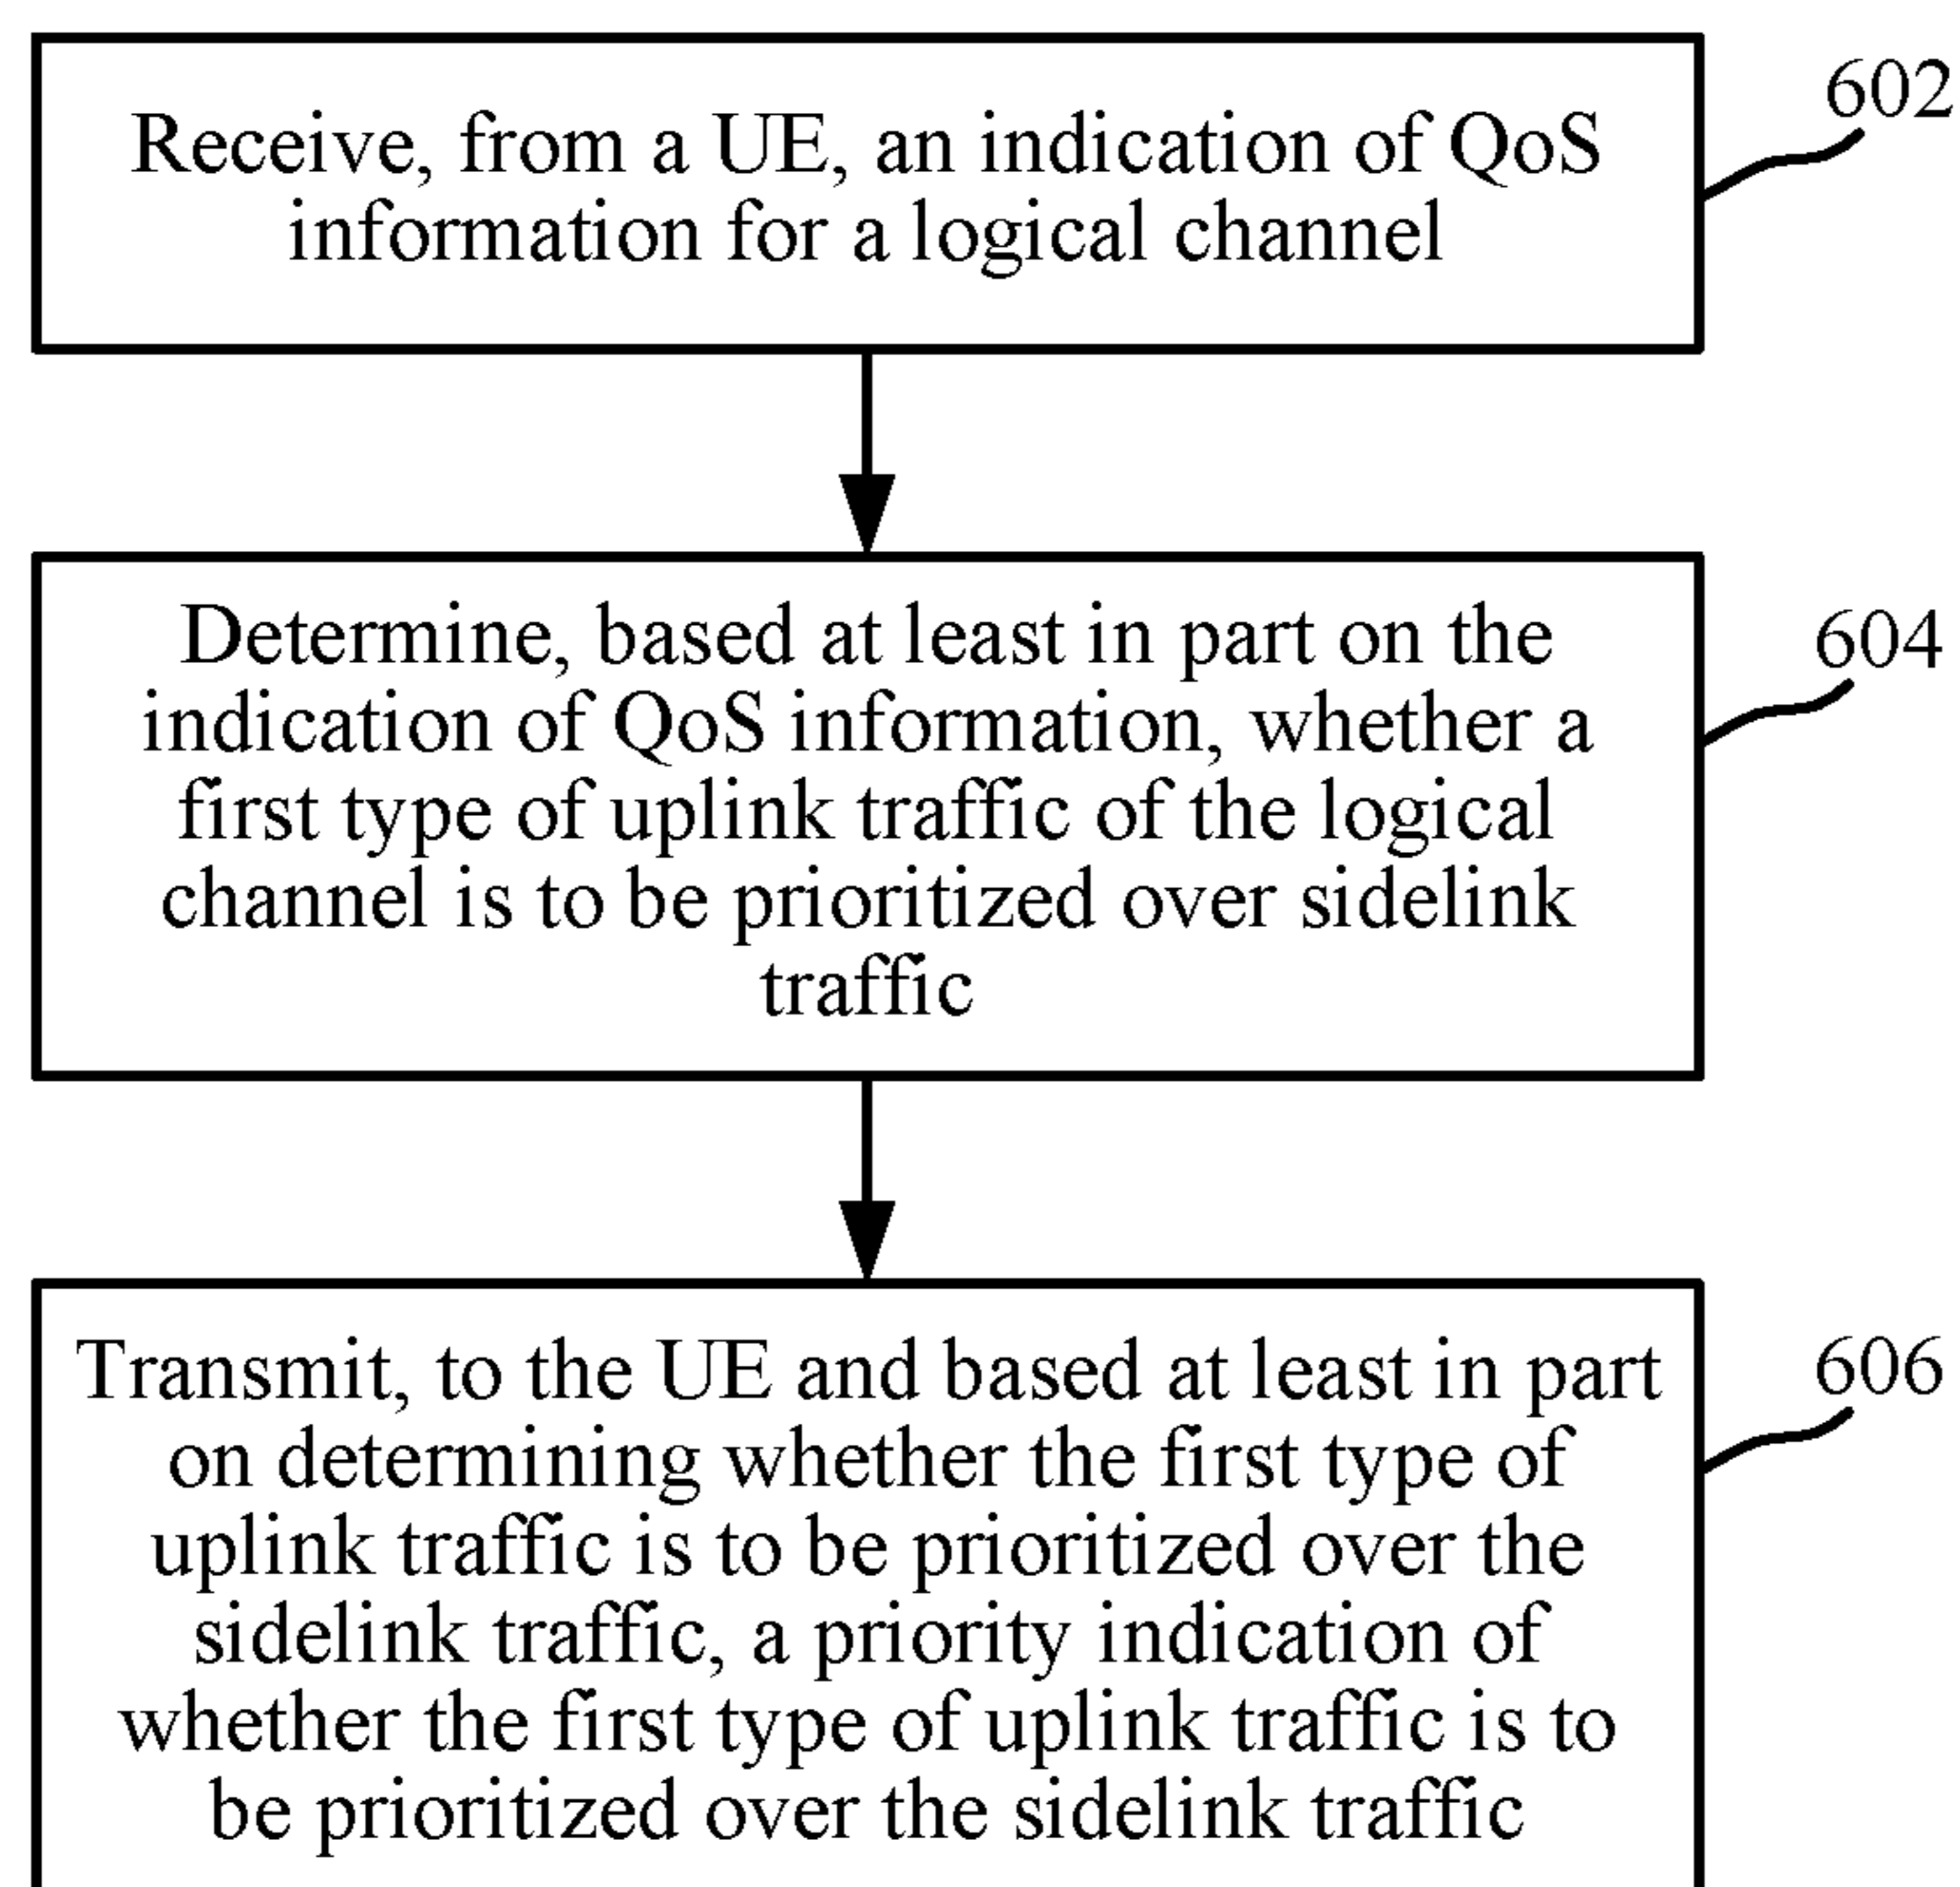 Receive, from a UE, an indication of QoS
information for a logical channel
602
Determine, based at least in part on the
indication of QoS information, whether a
first type of uplink traffic of the logical
channel is to be prioritized over sidelink
traffic
604
Transmit, to the UE and based at least in part
on determining whether the first type of
uplink traffic is to be prioritized over the
sidelink traffic, a priority indication of
whether the first type of uplink traffic is to
be prioritized over the sidelink traffic
606